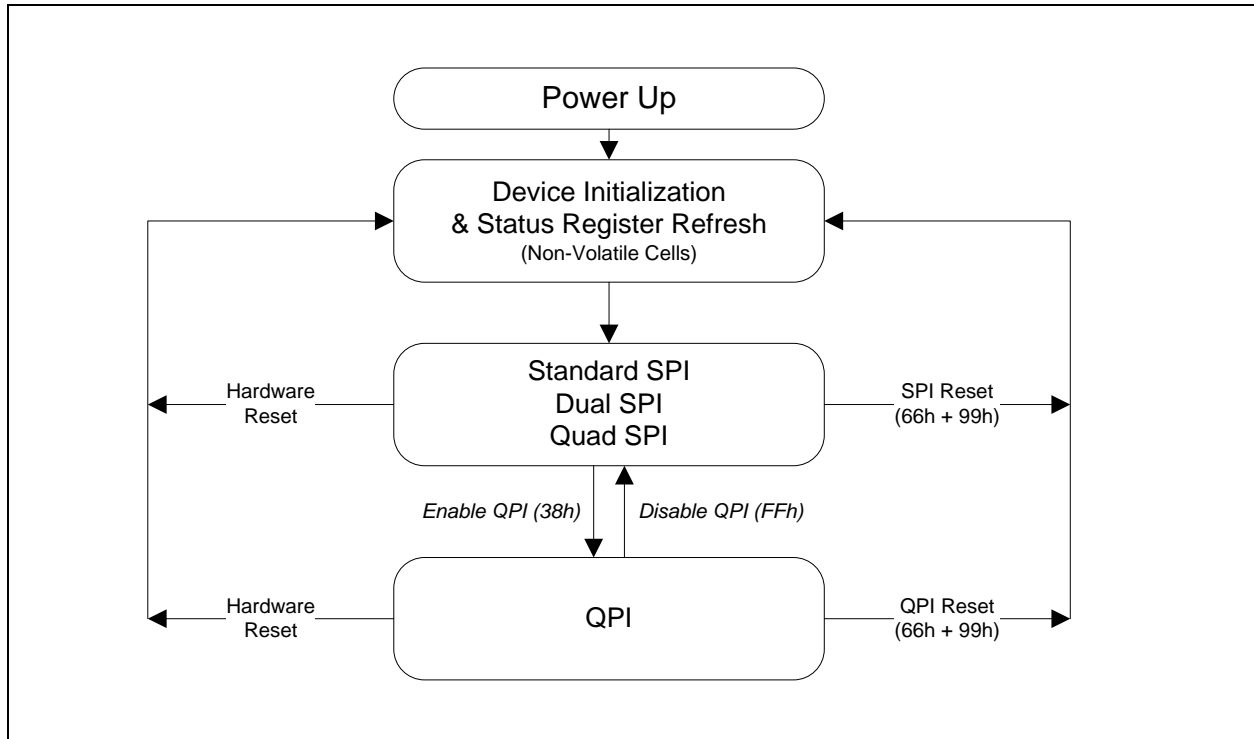 Power Up
Device Initialization
& Status Register Refresh
(Non-Volatile Cells)
Standard SPI
Dual SPI
Quad SPI
Hardware
Reset
SPI Reset
(66h + 99h)
Enable QPI (38h)
Disable QPI (FFh)
QPI
Hardware
Reset
QPI Reset
(66h + 99h)